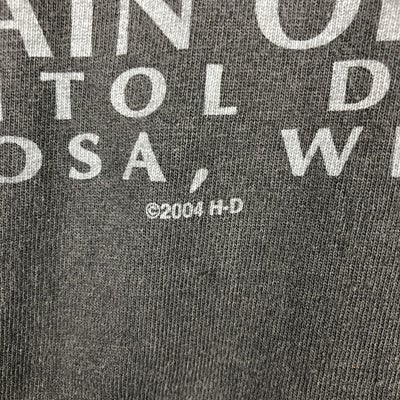 AIN O
TOL D
OSA, W
©2004 H-D